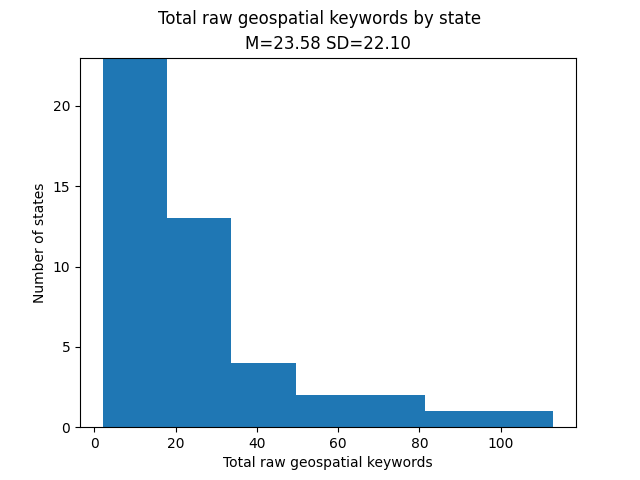 Total raw geospatial keywords by state
M=23.58 SD=22.10
20
15
10
5
0
Number of states
0 20 40 60 80 100
Total raw geospatial keywords